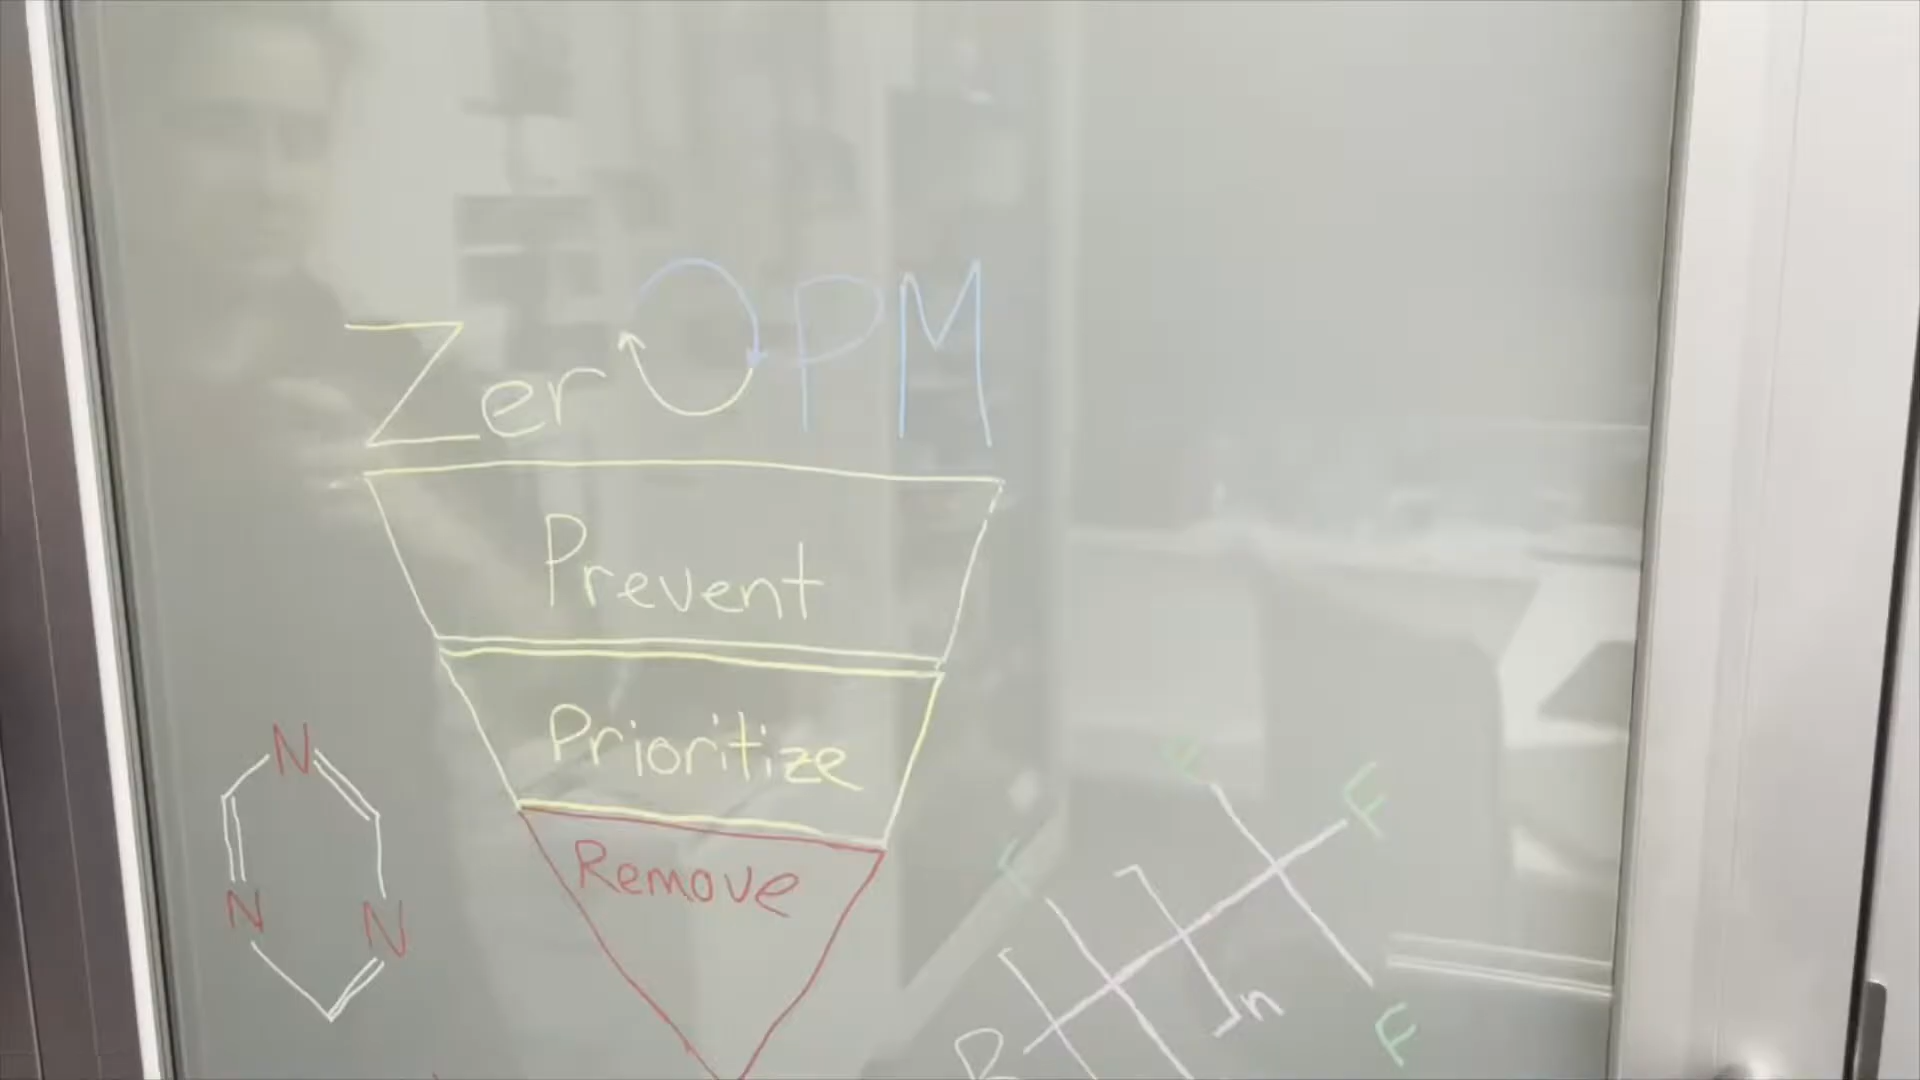 ZerOPM
Prevent
Prioritize
Remove
N
N N
F
F
F
n
R
F